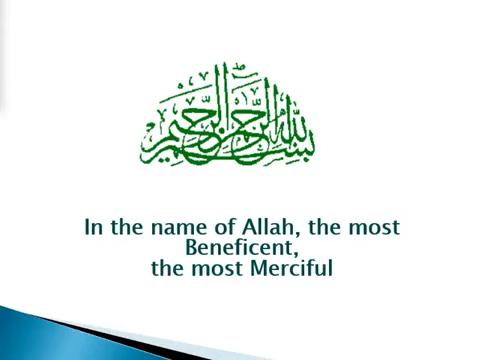 بسم الله الرحمن الرحيم
In the name of Allah, the most
Beneficent,
the most Merciful